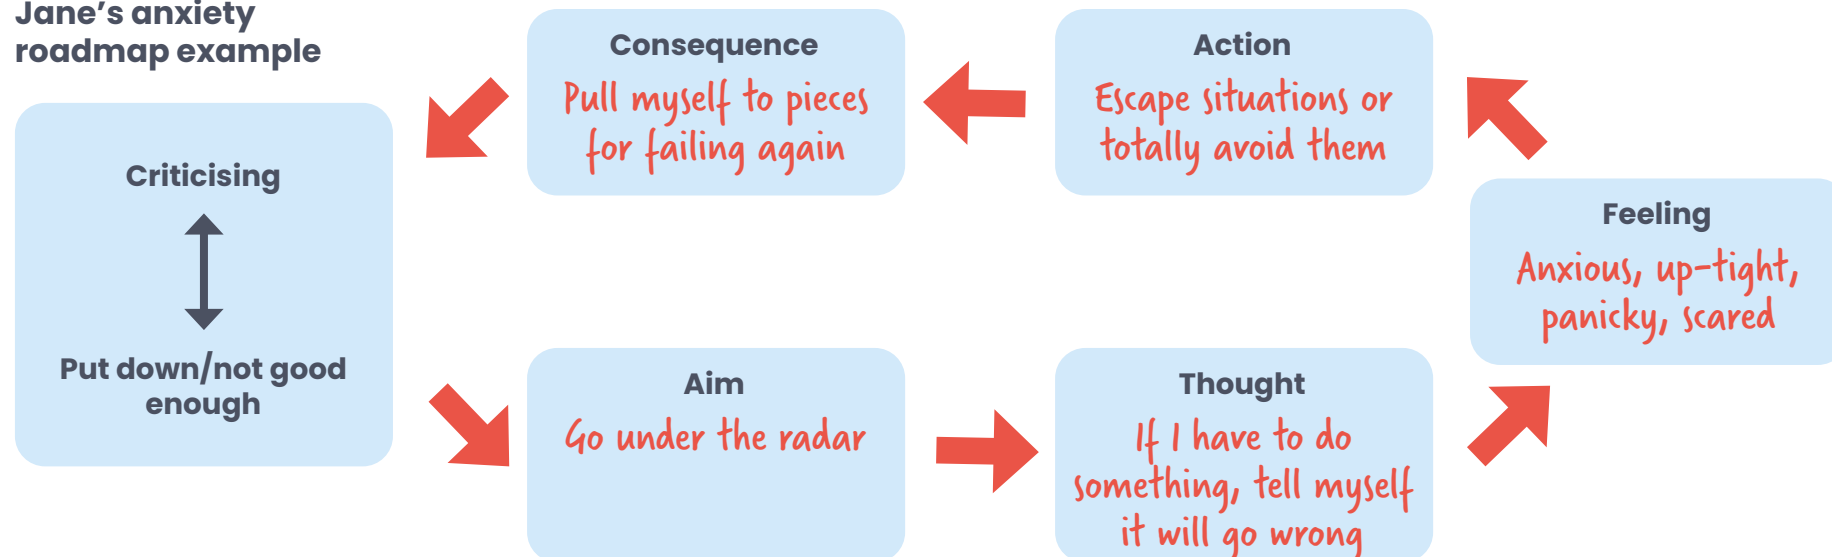 Jane's anxiety
roadmap example
Criticising
Put down/not good
enough
Aim
Go under the radar
Thought
If I have to do
something, tell myself
it will go wrong
Feeling
Anxious, up-tight,
panicky, scared
Action
Escape situations or
totally avoid them
Consequence
Pull myself to pieces
for failing again